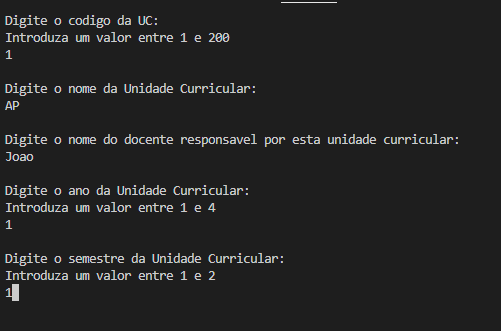 Digite o codigo da UC:
Introduza um valor entre 1 e 200
1
Digite o nome da Unidade Curricular:
AP
Digite o nome do docente responsavel por esta unidade curricular:
Joao
Digite o ano da Unidade Curricular:
Introduza um valor entre 1 e 4
1
Digite o semestre da Unidade Curricular:
Introduza um valor entre 1 e 2
1